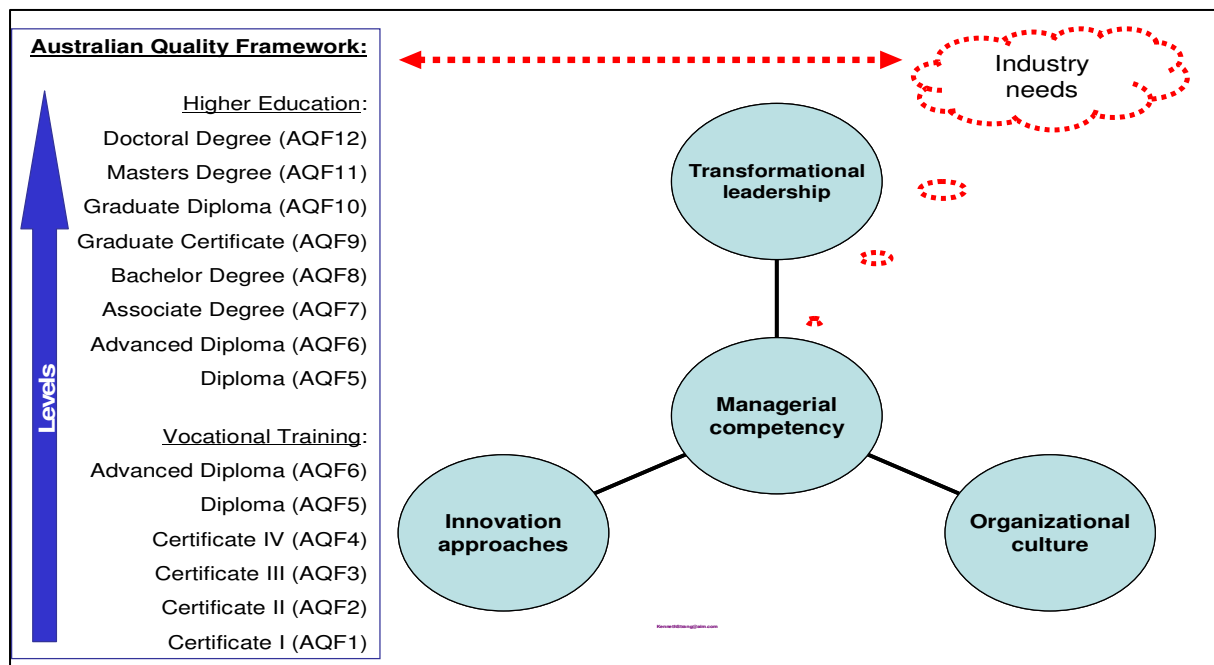 Australian Quality Framework:
Higher Education:
Doctoral Degree (AQF12)
Masters Degree (AQF11)
Graduate Diploma (AQF10)
Graduate Certificate (AQF9)
Bachelor Degree (AQF8)
Associate Degree (AQF7)
Advanced Diploma (AQF6)
Diploma (AQF5)
Vocational Training:
Advanced Diploma (AQF6)
Diploma (AQF5)
Certificate IV (AQF4)
Certificate III (AQF3)
Certificate II (AQF2)
Certificate I (AQF1)
Levels
Industry
needs
Transformational
leadership
Managerial
competency
Innovation
approaches
Organizational
culture